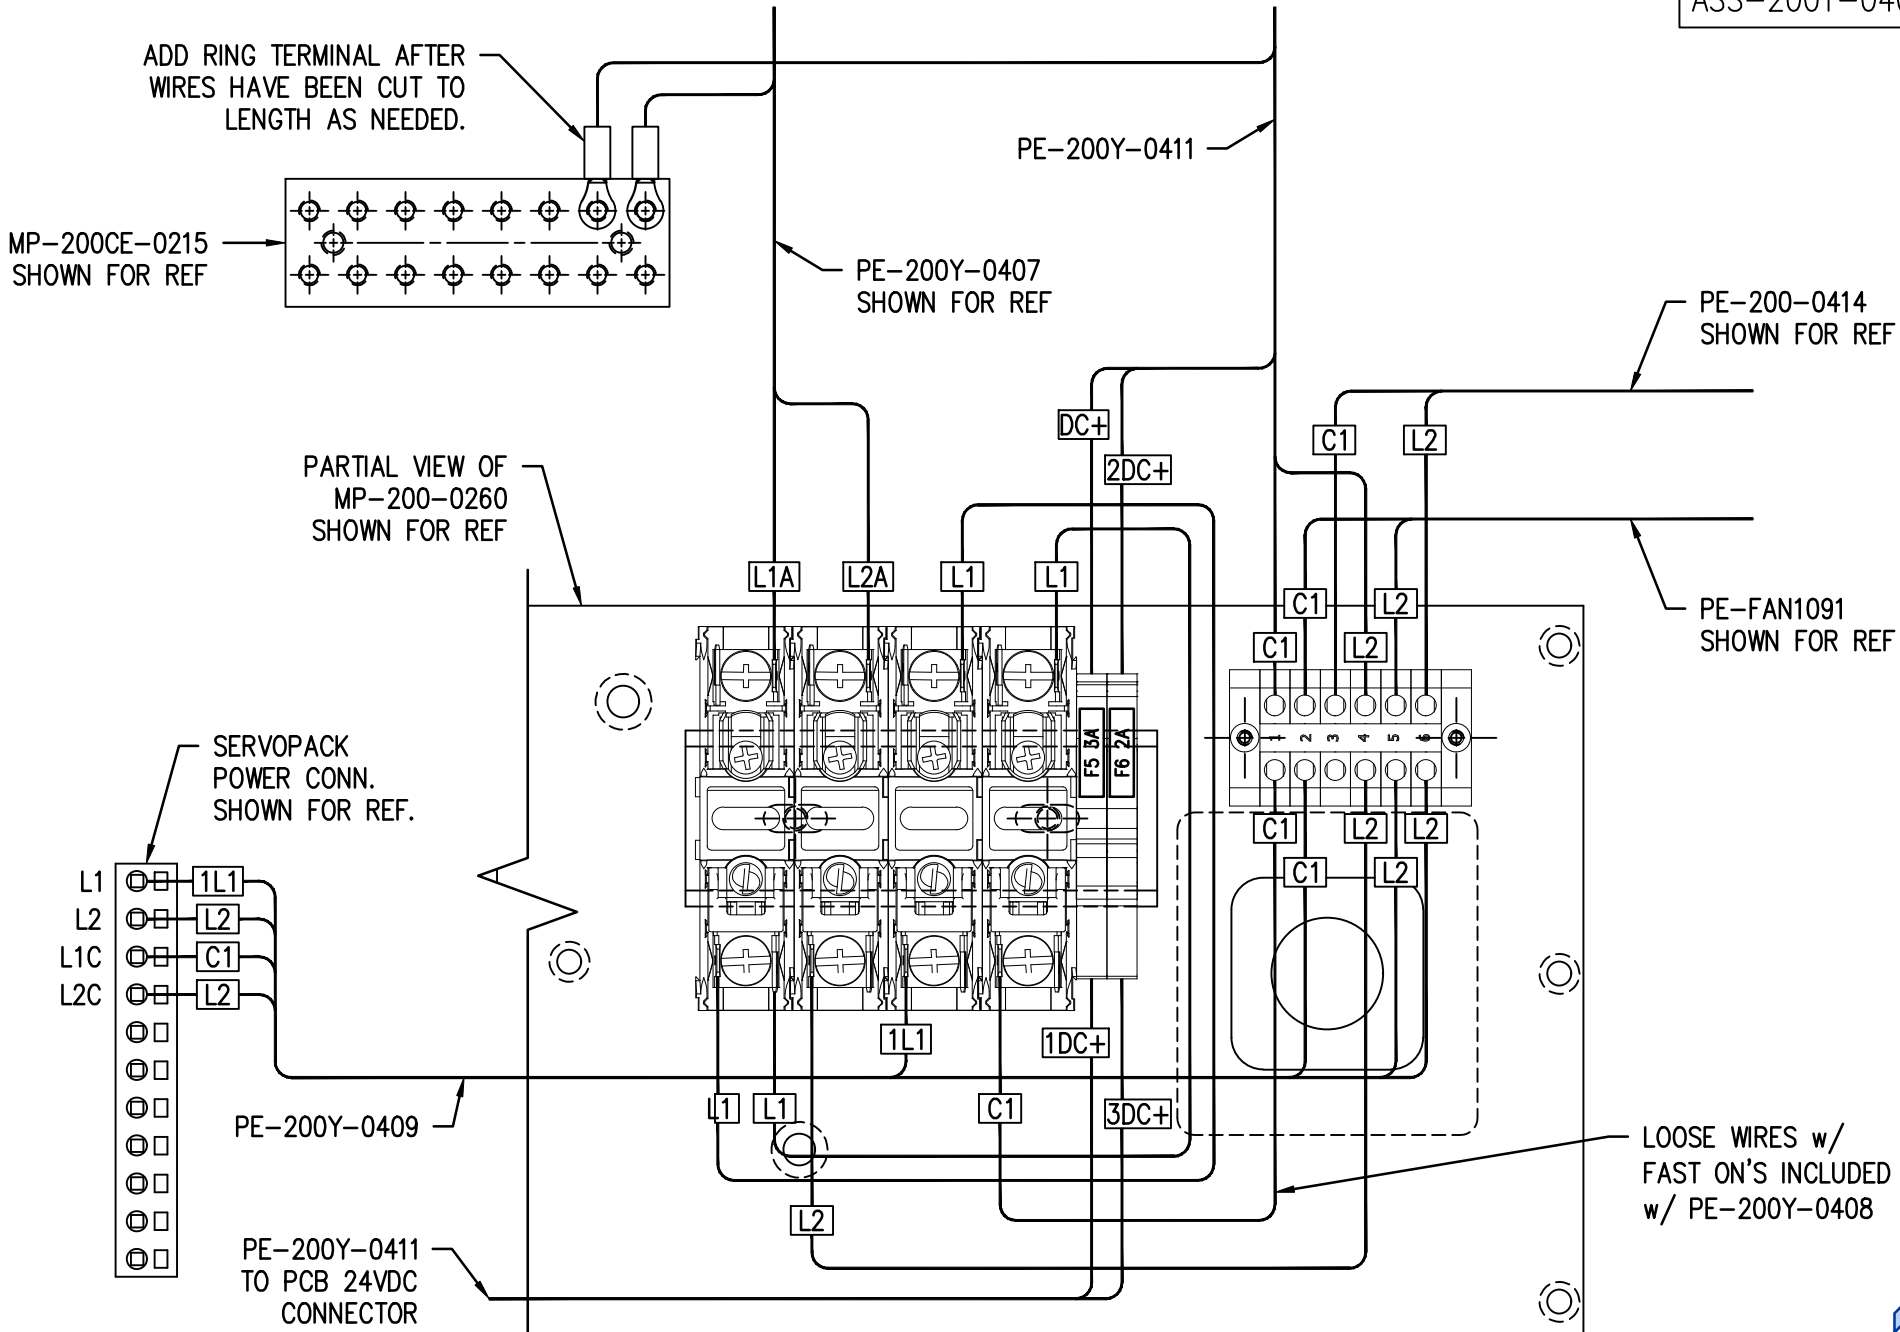 ADD RING TERMINAL AFTER
WIRES HAVE BEEN CUT TO
LENGTH AS NEEDED.
PE-200Y-0411
MP-200CE-0215
SHOWN FOR REF
PE-200Y-0407
SHOWN FOR REF
PE-200-0414
SHOWN FOR REF
DC+
C1
L2
2DC+
PARTIAL VIEW OF
MP-200-0260
SHOWN FOR REF
L1A
L2A
L1
L1
C1
L2
PE-FAN1091
SHOWN FOR REF
C1
L2
F5 3A
F6 2A
1
2
3
4
5
6
SERVOPACK
POWER CONN.
SHOWN FOR REF.
C1
L2
L2
C1
L2
L1
1L1
L2
L2
L1C
C1
L2C
L2
1L1
1DC+
L1
L1
C1
3DC+
PE-200Y-0409
LOOSE WIRES w/
FAST ON'S INCLUDED
w/ PE-200Y-0408
L2
PE-200Y-0411
TO PCB 24VDC
CONNECTOR